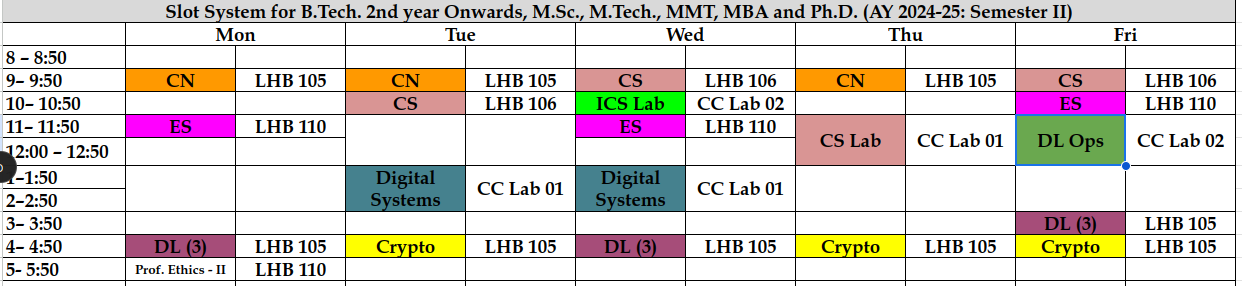 Slot System for B.Tech. 2nd year Onwards, M.Sc., M.Tech., MMT, MBA and Ph.D. (AY 2024-25: Semester II)
Mon Tue Wed Thu Fri
8 – 8:50
9– 9:50 CN LHB 105 CN LHB 105 CS LHB 106 CN LHB 105 CS LHB 106
10– 10:50 CS LHB 106 ICS Lab CC Lab 02 ES LHB 110
11– 11:50 ES LHB 110 ES LHB 110
CS Lab CC Lab 01 DL Ops CC Lab 02
12:00 – 12:50
1–1:50 Digital Digital
CC Lab 01 CC Lab 01
2–2:50 Systems Systems
3– 3:50 DL (3) LHB 105
4– 4:50 DL (3) LHB 105 Crypto LHB 105 DL (3) LHB 105 Crypto LHB 105 Crypto LHB 105
5- 5:50 Prof. Ethics - II LHB 110